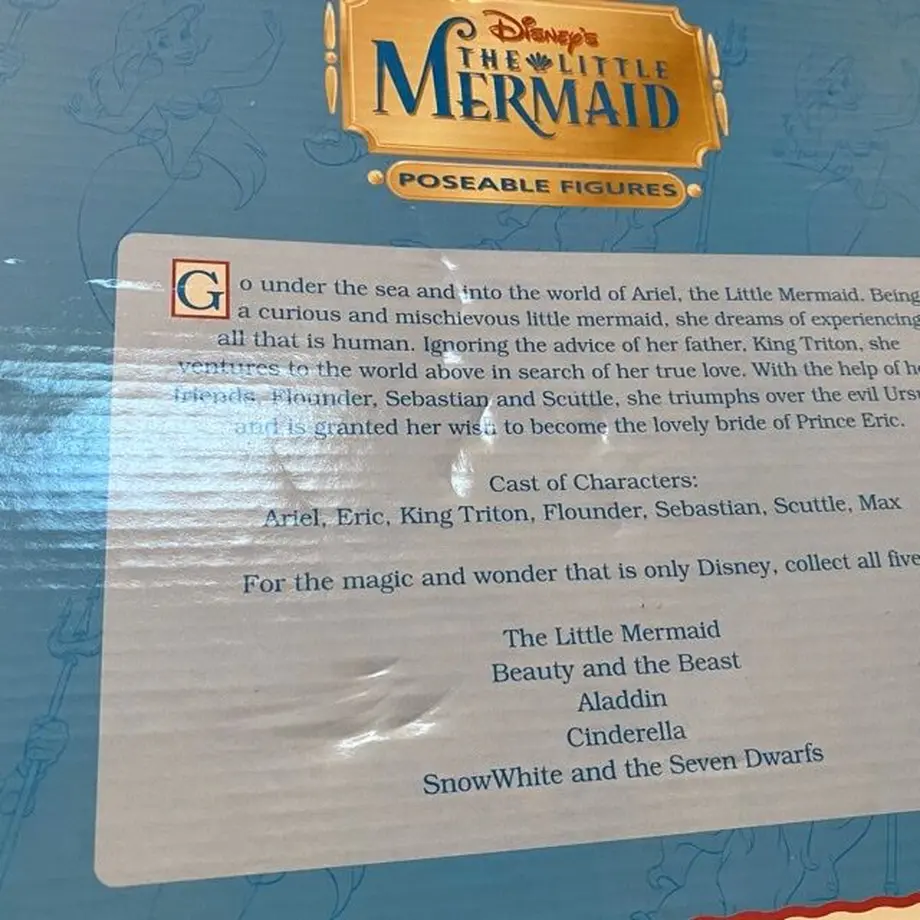 Disney's
THE LITTLE
MERMAID
POSEABLE FIGURES
Go under the sea and into the world of Ariel, the Little Mermaid. Being
a curious and mischievous little mermaid, she dreams of experiencing
all that is human. Ignoring the advice of her father, King Triton, she
ventures to the world above in search of her true love. With the help of
friends, Flounder, Sebastian and Scuttle, she triumphs over the evil
and is granted her wish to become the lovely bride of Prince Eric.
Cast of Characters:
Ariel, Eric, King Triton, Flounder, Sebastian, Scuttle, Max
For the magic and wonder that is only Disney, collect all five
The Little Mermaid
Beauty and the Beast
Aladdin
Cinderella
SnowWhite and the Seven Dwarfs